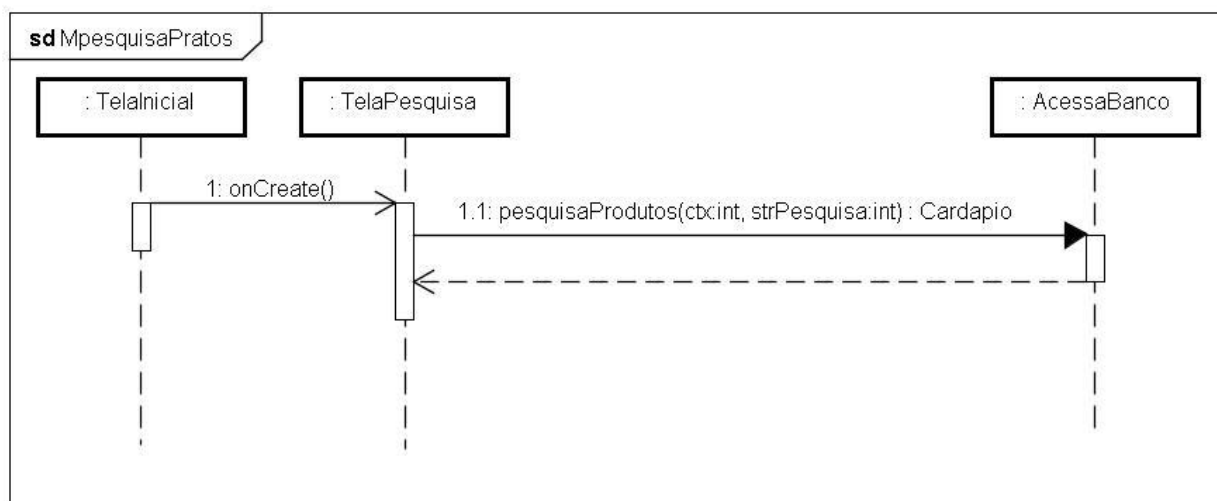 sd MpesquisaPratos
: TelaInicial
: TelaPesquisa
: AcessaBanco
1: onCreate()
1.1: pesquisaProdutos(ctx:int, strPesquisa:int) : Cardapio